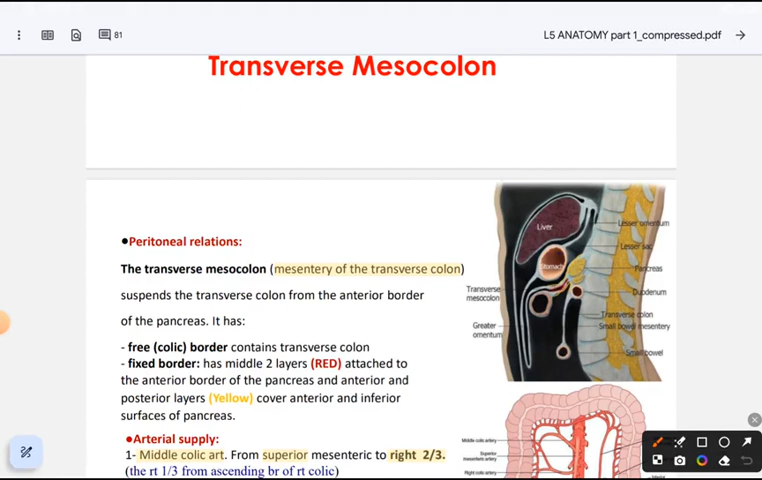 81
L5 ANATOMY part 1_compressed.pdf
Transverse Mesocolon
●Peritoneal relations:
The transverse mesocolon (mesentery of the transverse colon)
suspends the transverse colon from the anterior border
of the pancreas. It has:
- free (colic) border contains transverse colon
- fixed border: has middle 2 layers (RED) attached to
the anterior border of the pancreas and anterior and
posterior layers (Yellow) cover anterior and inferior
surfaces of pancreas.
●Arterial supply:
1- Middle colic art. From superior mesenteric to right 2/3.
(the rt 1/3 from ascending br of rt colic)
Liver
Lesser omentum
Lesser sac
Stomach
Pancreas
Transverse
mesocolon
Duodenum
Transverse colon
Greater
omentum
Small bowel mesentery
Small bowel
Middle colic artery
Superior
mesenteric artery
Right colic artery